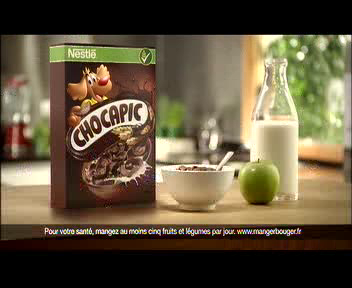 Nestlé
CHOCAPIC
Pour votre santé, mangez au moins cinq fruits et légumes par jour. www.mangerbouger.fr